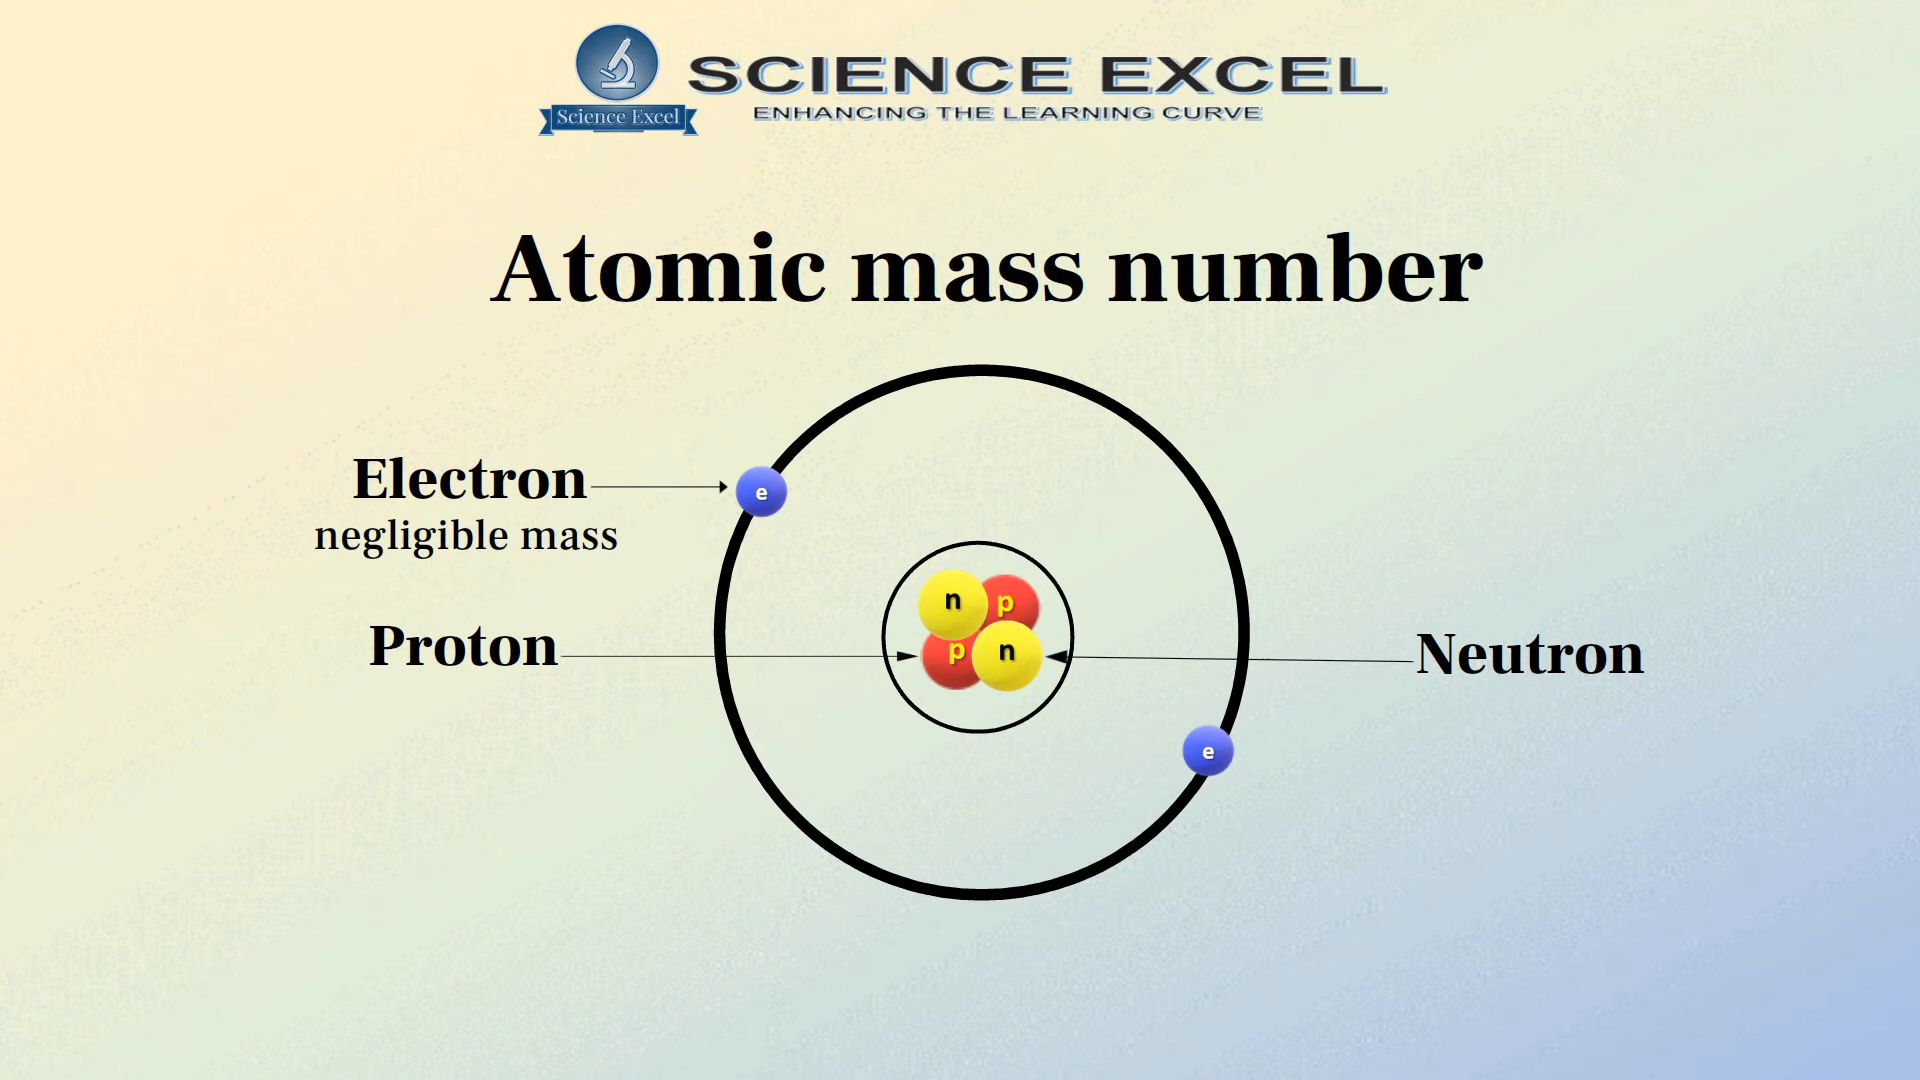 SCIENCE EXCEL
ENHANCING THE LEARNING CURVE
Science Excel
Atomic mass number
Electron
negligible mass
e
n
p
p
n
Proton
Neutron
e